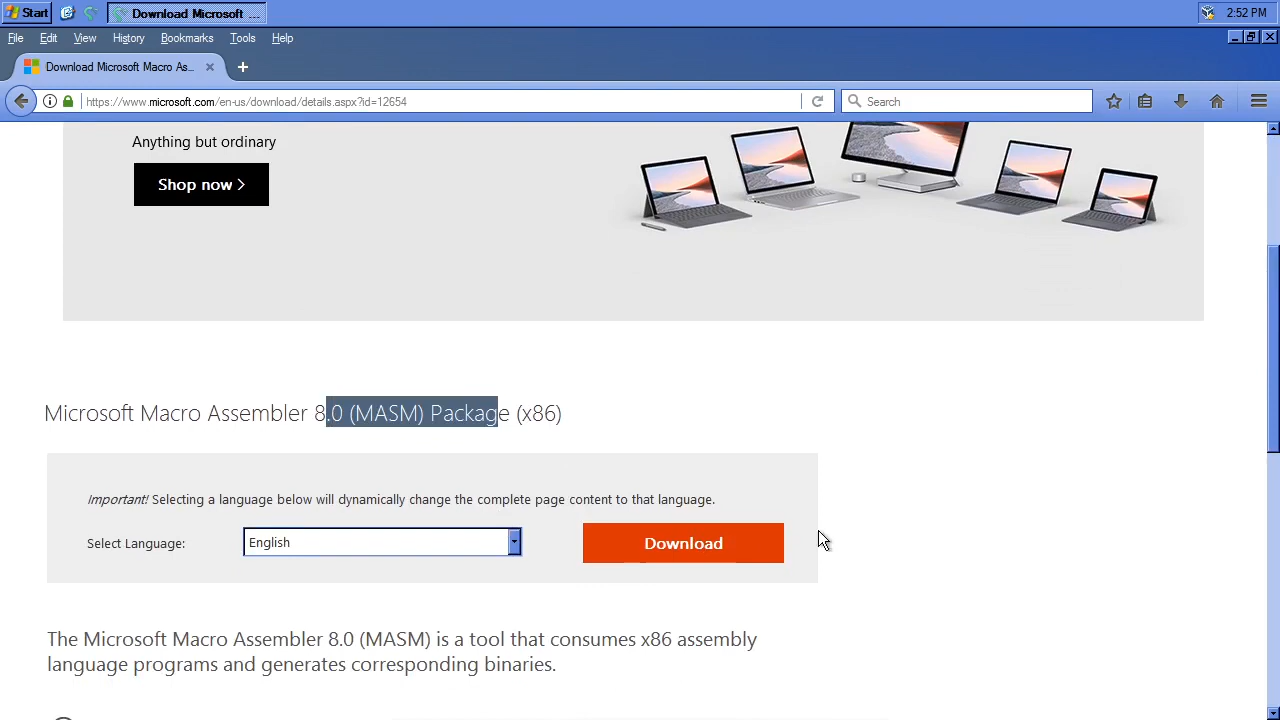 Start
Download Microsoft ...
2:52 PM
File Edit View History Bookmarks Tools Help
Download Microsoft Macro As...
https://www.microsoft.com/en-us/download/details.aspx?id=12654
Search
Anything but ordinary
Shop now >
Microsoft Macro Assembler 8.0 (MASM) Package (x86)
Important! Selecting a language below will dynamically change the complete page content to that language.
Select Language:
English
Download
The Microsoft Macro Assembler 8.0 (MASM) is a tool that consumes x86 assembly
language programs and generates corresponding binaries.